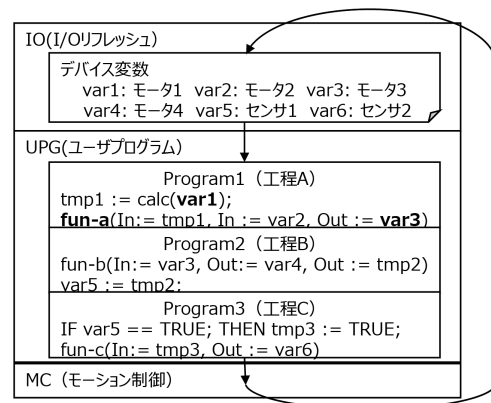 IO(I/Oリフレッシュ)
デバイス変数
var1: モータ1 var2: モータ2 var3: モータ3
var4: モータ4 var5: センサ1 var6: センサ2
UPG(ユーザプログラム)
Program1（工程A）
tmp1 := calc(var1);
fun-a(In:= tmp1, In := var2, Out := var3)
Program2（工程B）
fun-b(In:= var3, Out:= var4, Out := tmp2)
var5 := tmp2;
Program3（工程C）
IF var5 == TRUE; THEN tmp3 := TRUE;
fun-c(In:= tmp3, Out := var6)
MC（モーション制御）